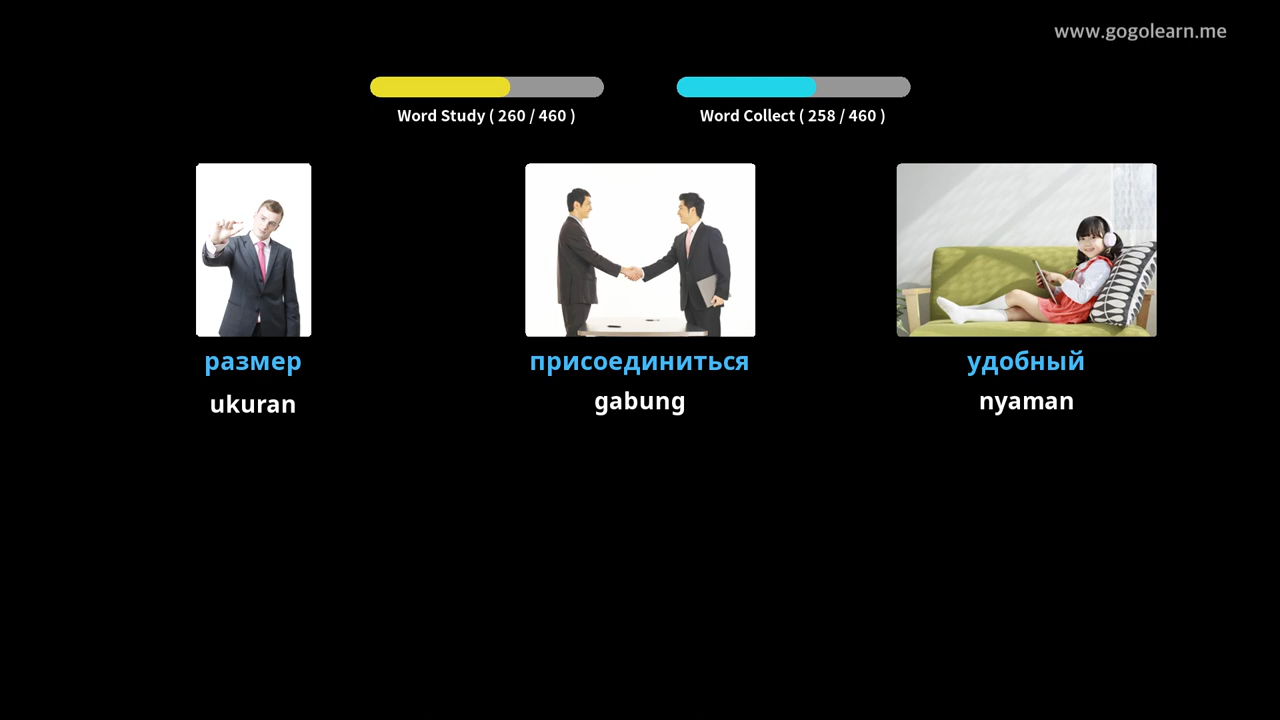 www.gogolearn.me
Word Study ( 260 / 460 )
Word Collect ( 258 / 460 )
размер
ukuran
присоединиться
gabung
удобный
nyaman